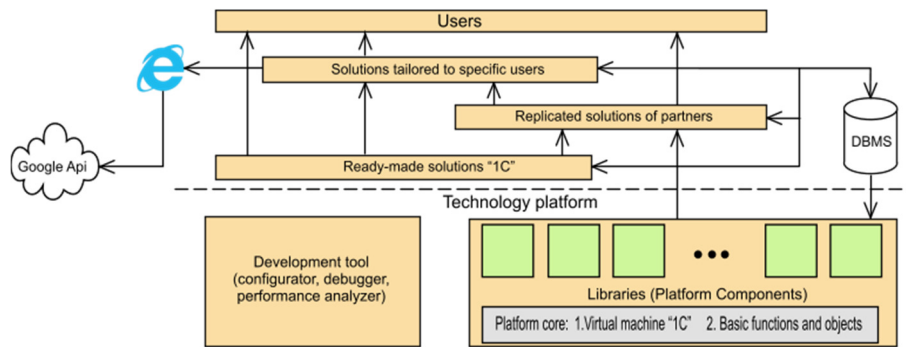 Users
Solutions tailored to specific users
Replicated solutions of partners
DBMS
Google Api
Ready-made solutions “1C”
Technology platform
Development tool
(configurator, debugger,
performance analyzer)
Libraries (Platform Components)
Platform core: 1.Virtual machine “1C” 2. Basic functions and objects